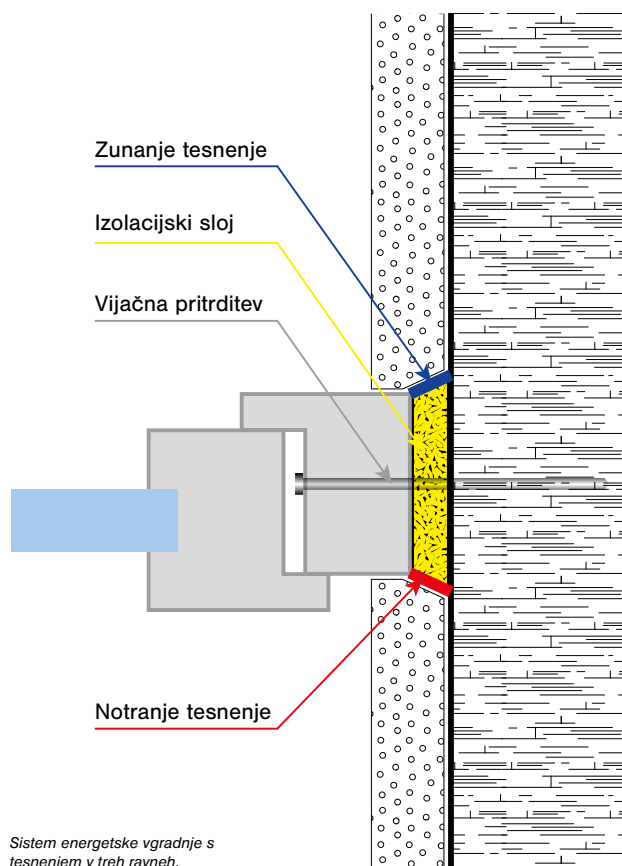 Zunanje tesnenje
Izolacijski sloj
Vijačna pritrditev
Notranje tesnenje
Sistem energetske vgradnje s
tesnenjem v treh ravneh.